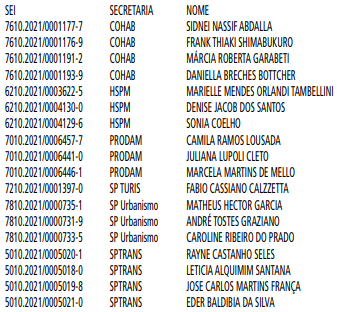 SEI SECRETARIA NOME
7610.2021/0001177-7 COHAB SIDNEI NASSIF ABDALLA
7610.2021/0001176-9 COHAB FRANK THIAKI SHIMABUKURO
7610.2021/0001191-2 COHAB MÁRCIA ROBERTA GARABETI
7610.2021/0001193-9 COHAB DANIELLA BRECHES BOTTCHER
6210.2021/0003622-5 HSPM MARIELLE MENDES ORLANDI TAMBELLINI
6210.2021/0004130-0 HSPM DENISE JACOB DOS SANTOS
6210.2021/0004129-6 HSPM SONIA COELHO
7010.2021/0006457-7 PRODAM CAMILA RAMOS LOUSADA
7010.2021/0006441-0 PRODAM JULIANA LUPOLI CLETO
7010.2021/0006446-1 PRODAM MARCELA MARTINS DE MELLO
7210.2021/0001397-0 SP TURIS FABIO CASSIANO CALZZETTA
7810.2021/0000735-1 SP Urbanismo MATHEUS HECTOR GARCIA
7810.2021/0000731-9 SP Urbanismo ANDRÉ TOSTES GRAZIANO
7810.2021/0000733-5 SP Urbanismo CAROLINE RIBEIRO DO PRADO
5010.2021/0005020-1 SPTRANS RAYNE CASTANHO SELES
5010.2021/0005018-0 SPTRANS LETICIA ALQUIMIM SANTANA
5010.2021/0005019-8 SPTRANS JOSE CARLOS MARTINS FRANÇA
5010.2021/0005021-0 SPTRANS EDER BALDIBIA DA SILVA